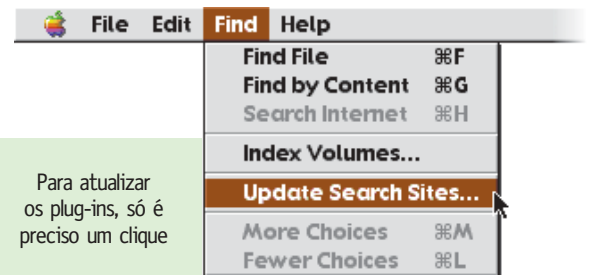 File Edit Find Help
Find File ⌘F
Find by Content ⌘G
Search Internet ⌘H
Index Volumes...
Update Search Sites...
More Choices ⌘M
Fewer Choices ⌘L
Para atualizar
os plug-ins, só é
preciso um clique